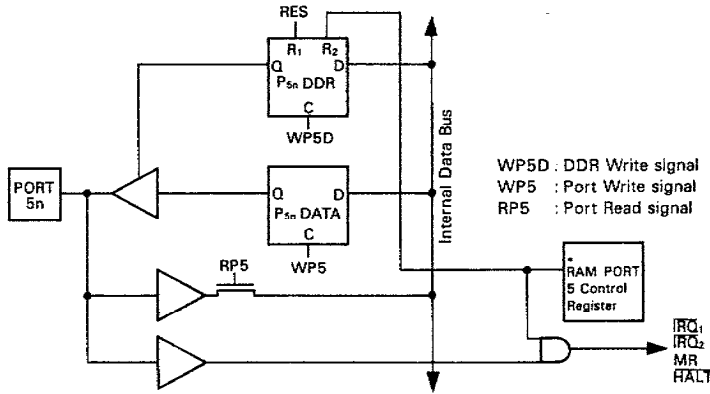 RES
R1 R2
Q D
P5n DDR
C
WP5D
PORT
5n
Q D
P5n DATA
C
WP5
RP5
Internal Data Bus
WP5D : DDR Write signal
WP5 : Port Write signal
RP5 : Port Read signal
*
RAM PORT
5 Control
Register
IRQ1
IRQ2
MR
HALT